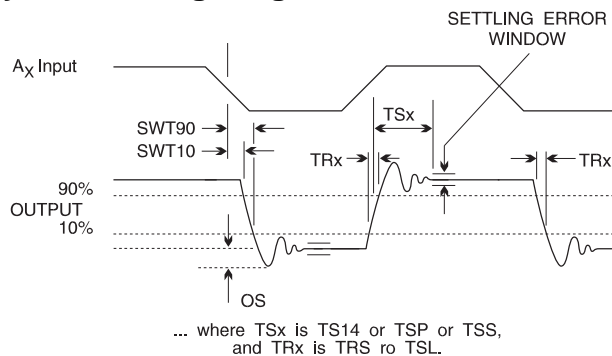 SETTLING ERROR
WINDOW
AX Input
TSx
SWT90
SWT10
TRx
TRx
90%
OUTPUT
10%
OS
... where TSx is TS14 or TSP or TSS,
and TRx is TRS ro TSL.